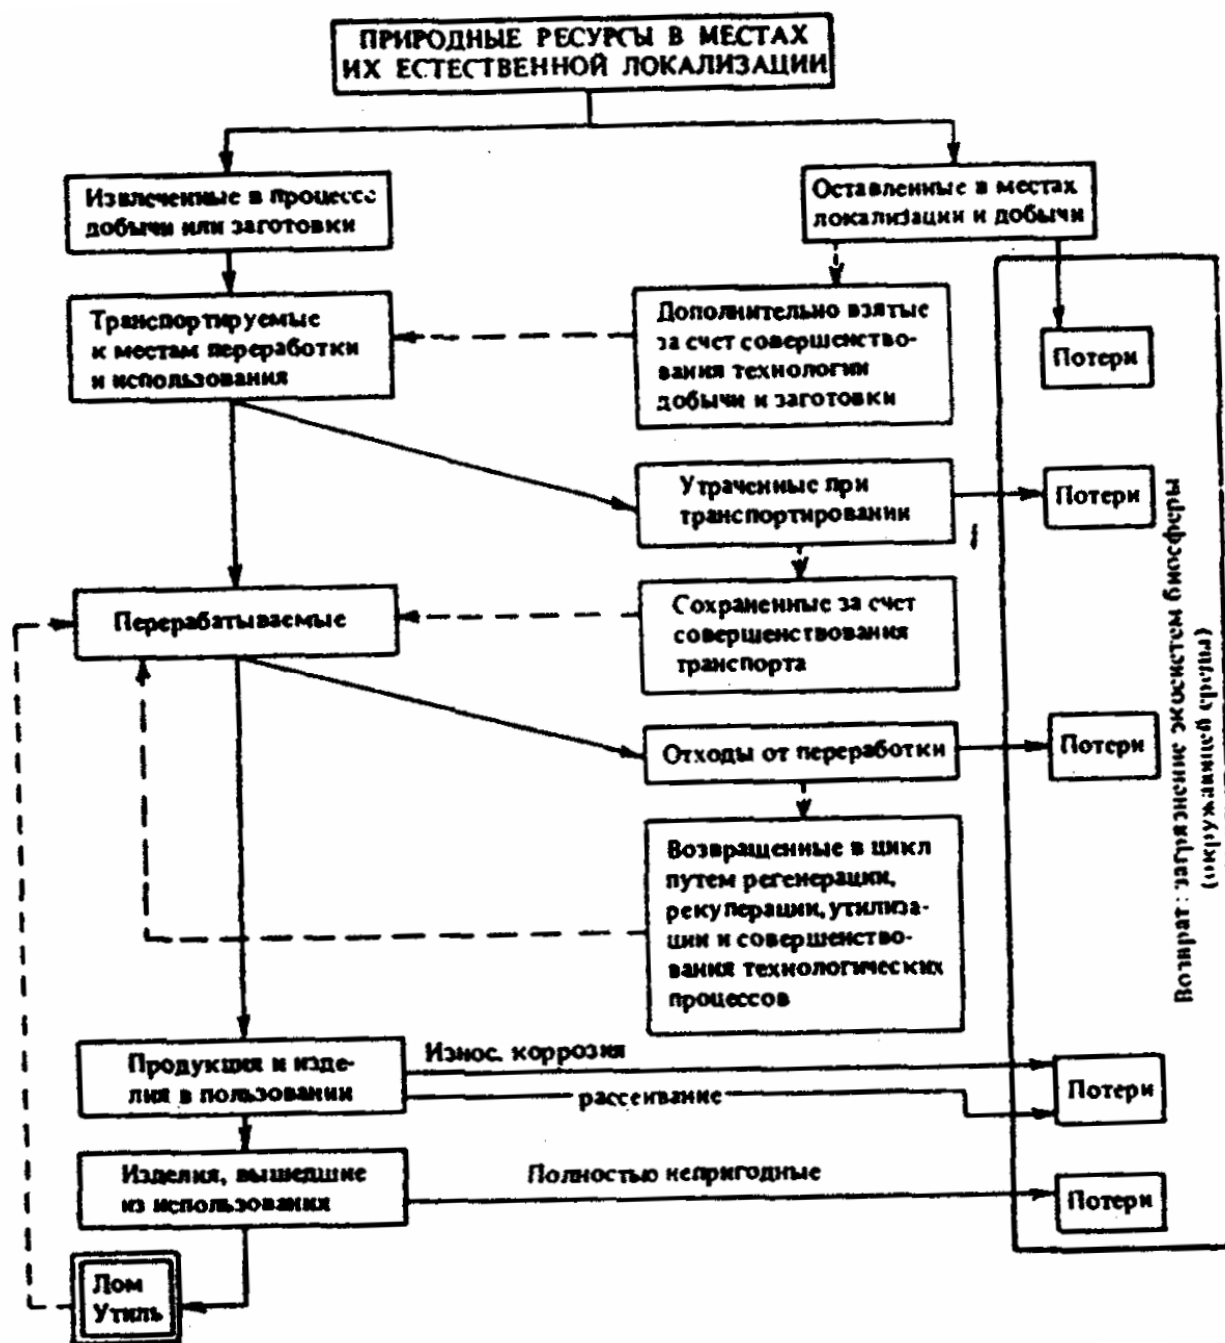 ПРИРОДНЫЕ РЕСУРСЫ В МЕСТАХ
ИХ ЕСТЕСТВЕННОЙ ЛОКАЛИЗАЦИИ
Извлеченные в процессе
добычи или заготовки
Оставленные в местах
локализации и добычи
Транспортируемые
к местам переработки
и использования
Дополнительно взятые
за счет совершенство-
вания технологии
добычи и заготовки
Потери
Утраченные при
транспортировании
Потери
Перерабатываемые
Сохраненные за счет
совершенствования
транспорта
Отходы от переработки
Потери
Возвращенные в цикл
путем регенерации,
рекуперации, утилиза-
ции и совершенство-
вания технологических
процессов
Возврат: загрязнение экосистем биосферы
(окружающей среды)
Продукция и изде-
лия в пользовании
Износ. коррозия
рассеивание
Потери
Изделия, вышедшие
из использования
Полностью непригодные
Потери
Лом
Утиль